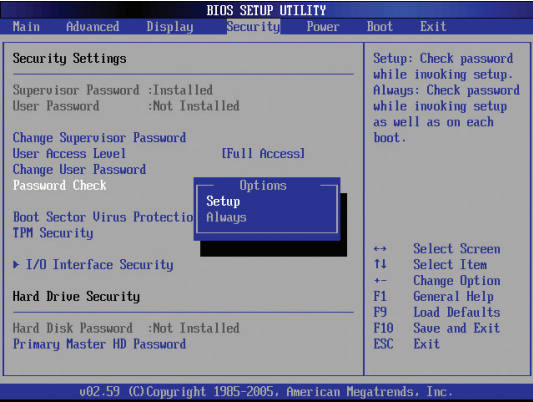 BIOS SETUP UTILITY
Main Advanced Display Security Power Boot Exit
Security Settings
Supervisor Password :Installed
User Password :Not Installed
Change Supervisor Password
User Access Level [Full Access]
Change User Password
Password Check
Boot Sector Virus Protectio
TPM Security
I/O Interface Security
Hard Drive Security
Hard Disk Password :Not Installed
Primary Master HD Password
Options
Setup
Always
Setup: Check password
while invoking setup.
Always: Check password
while invoking setup
as well as on each
boot.
↔ Select Screen
↑↓ Select Item
+- Change Option
F1 General Help
F9 Load Defaults
F10 Save and Exit
ESC Exit
v02.59 (C)Copyright 1985-2005, American Megatrends, Inc.